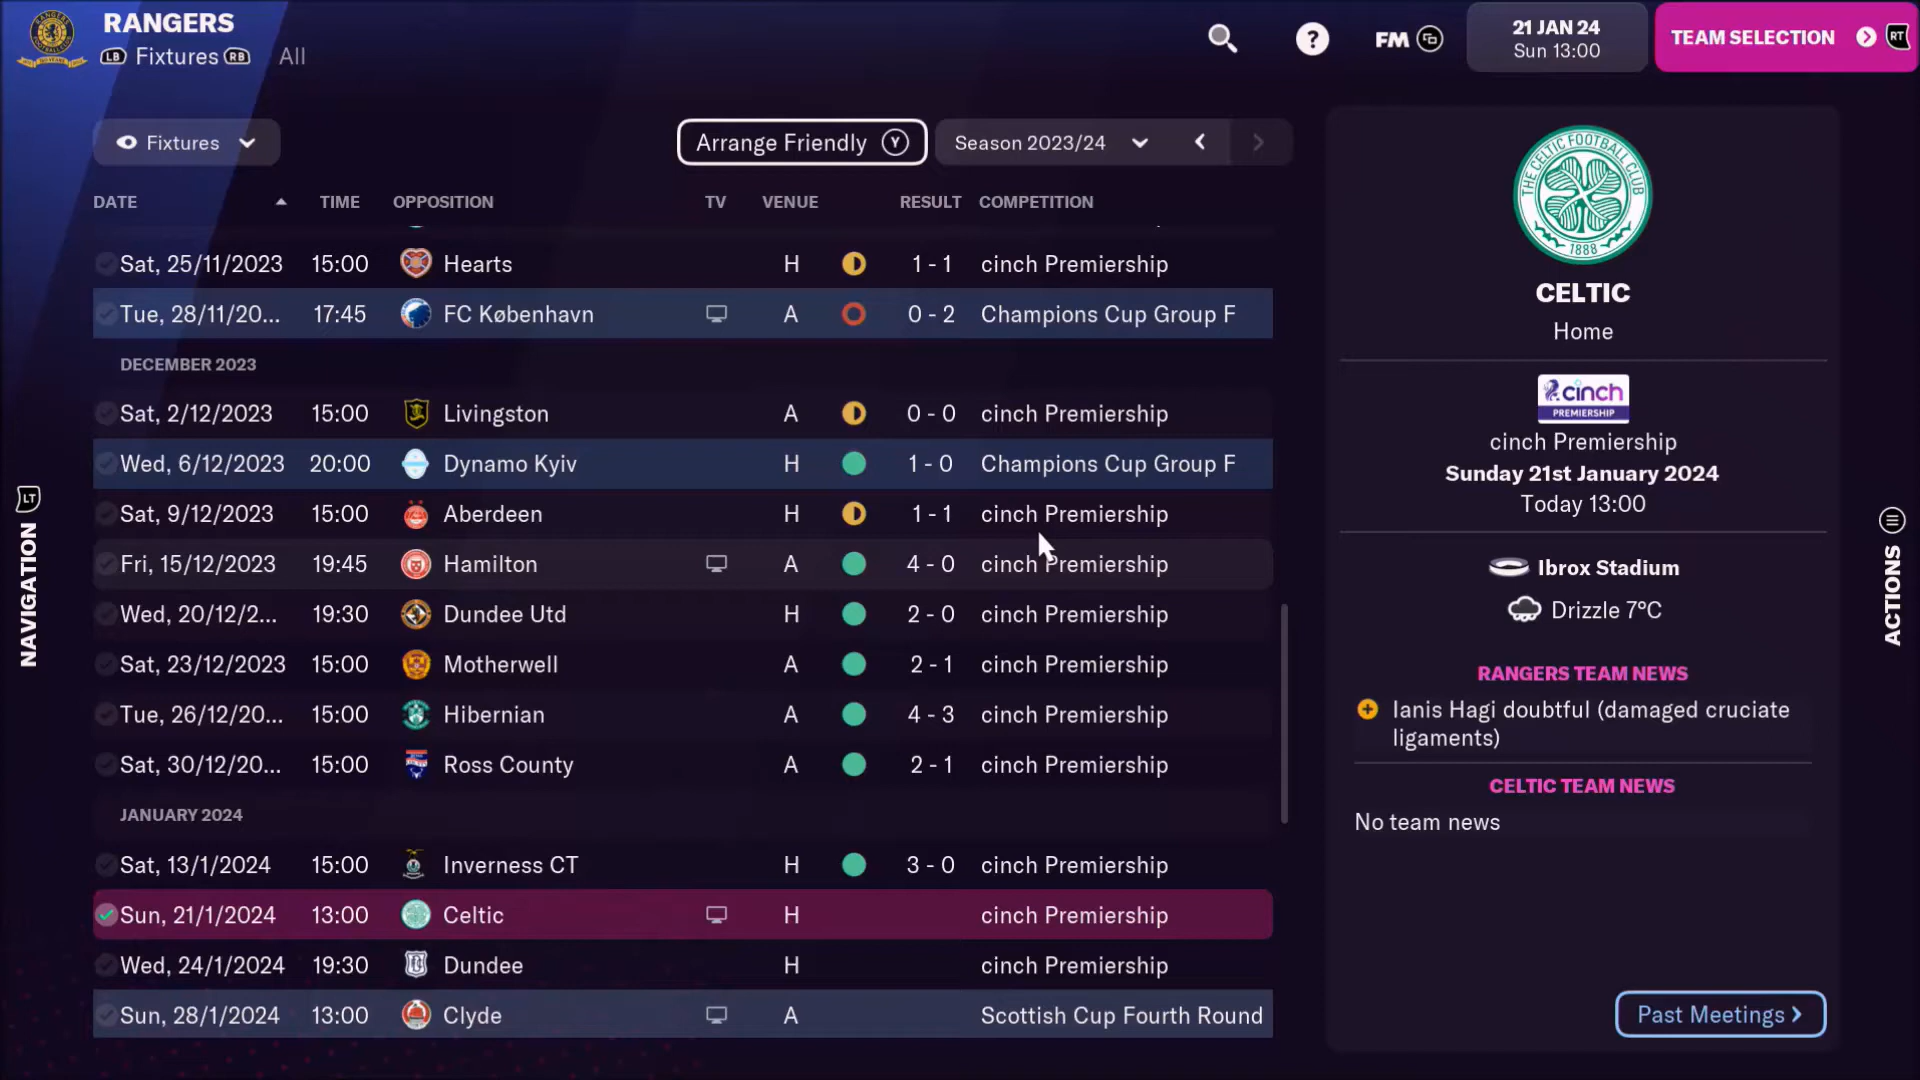 RANGERS
LB Fixtures RB All
FM
21 JAN 24
Sun 13:00
TEAM SELECTION RT
Fixtures
Arrange Friendly Y
Season 2023/24
DATE TIME OPPOSITION TV VENUE RESULT COMPETITION
Sat, 25/11/2023 15:00 Hearts H 1 - 1 cinch Premiership
Tue, 28/11/20... 17:45 FC København A 0 - 2 Champions Cup Group F
DECEMBER 2023
Sat, 2/12/2023 15:00 Livingston A 0 - 0 cinch Premiership
Wed, 6/12/2023 20:00 Dynamo Kyiv H 1 - 0 Champions Cup Group F
Sat, 9/12/2023 15:00 Aberdeen H 1 - 1 cinch Premiership
Fri, 15/12/2023 19:45 Hamilton A 4 - 0 cinch Premiership
Wed, 20/12/2... 19:30 Dundee Utd H 2 - 0 cinch Premiership
Sat, 23/12/2023 15:00 Motherwell A 2 - 1 cinch Premiership
Tue, 26/12/20... 15:00 Hibernian A 4 - 3 cinch Premiership
Sat, 30/12/20... 15:00 Ross County A 2 - 1 cinch Premiership
JANUARY 2024
Sat, 13/1/2024 15:00 Inverness CT H 3 - 0 cinch Premiership
Sun, 21/1/2024 13:00 Celtic H cinch Premiership
Wed, 24/1/2024 19:30 Dundee H cinch Premiership
Sun, 28/1/2024 13:00 Clyde A Scottish Cup Fourth Round
THE CELTIC FOOTBALL CLUB
1888
CELTIC
Home
cinch
PREMIERSHIP
cinch Premiership
Sunday 21st January 2024
Today 13:00
Ibrox Stadium
Drizzle 7°C
RANGERS TEAM NEWS
Ianis Hagi doubtful (damaged cruciate
ligaments)
CELTIC TEAM NEWS
No team news
Past Meetings
LT
NAVIGATION
ACTIONS